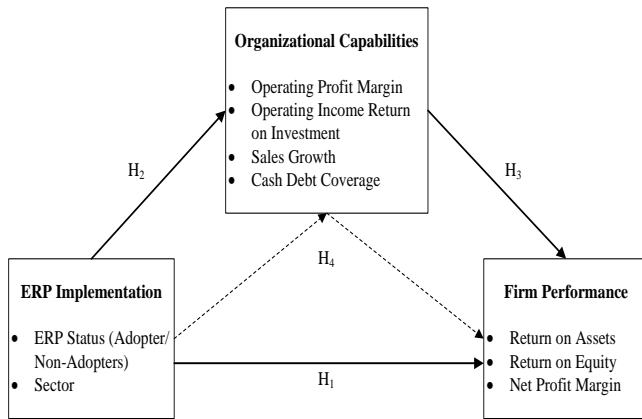 Organizational Capabilities
• Operating Profit Margin
• Operating Income Return
on Investment
• Sales Growth
• Cash Debt Coverage
H₂
H₃
H₄
ERP Implementation
• ERP Status (Adopter/
Non-Adopters)
• Sector
H₁
Firm Performance
• Return on Assets
• Return on Equity
• Net Profit Margin